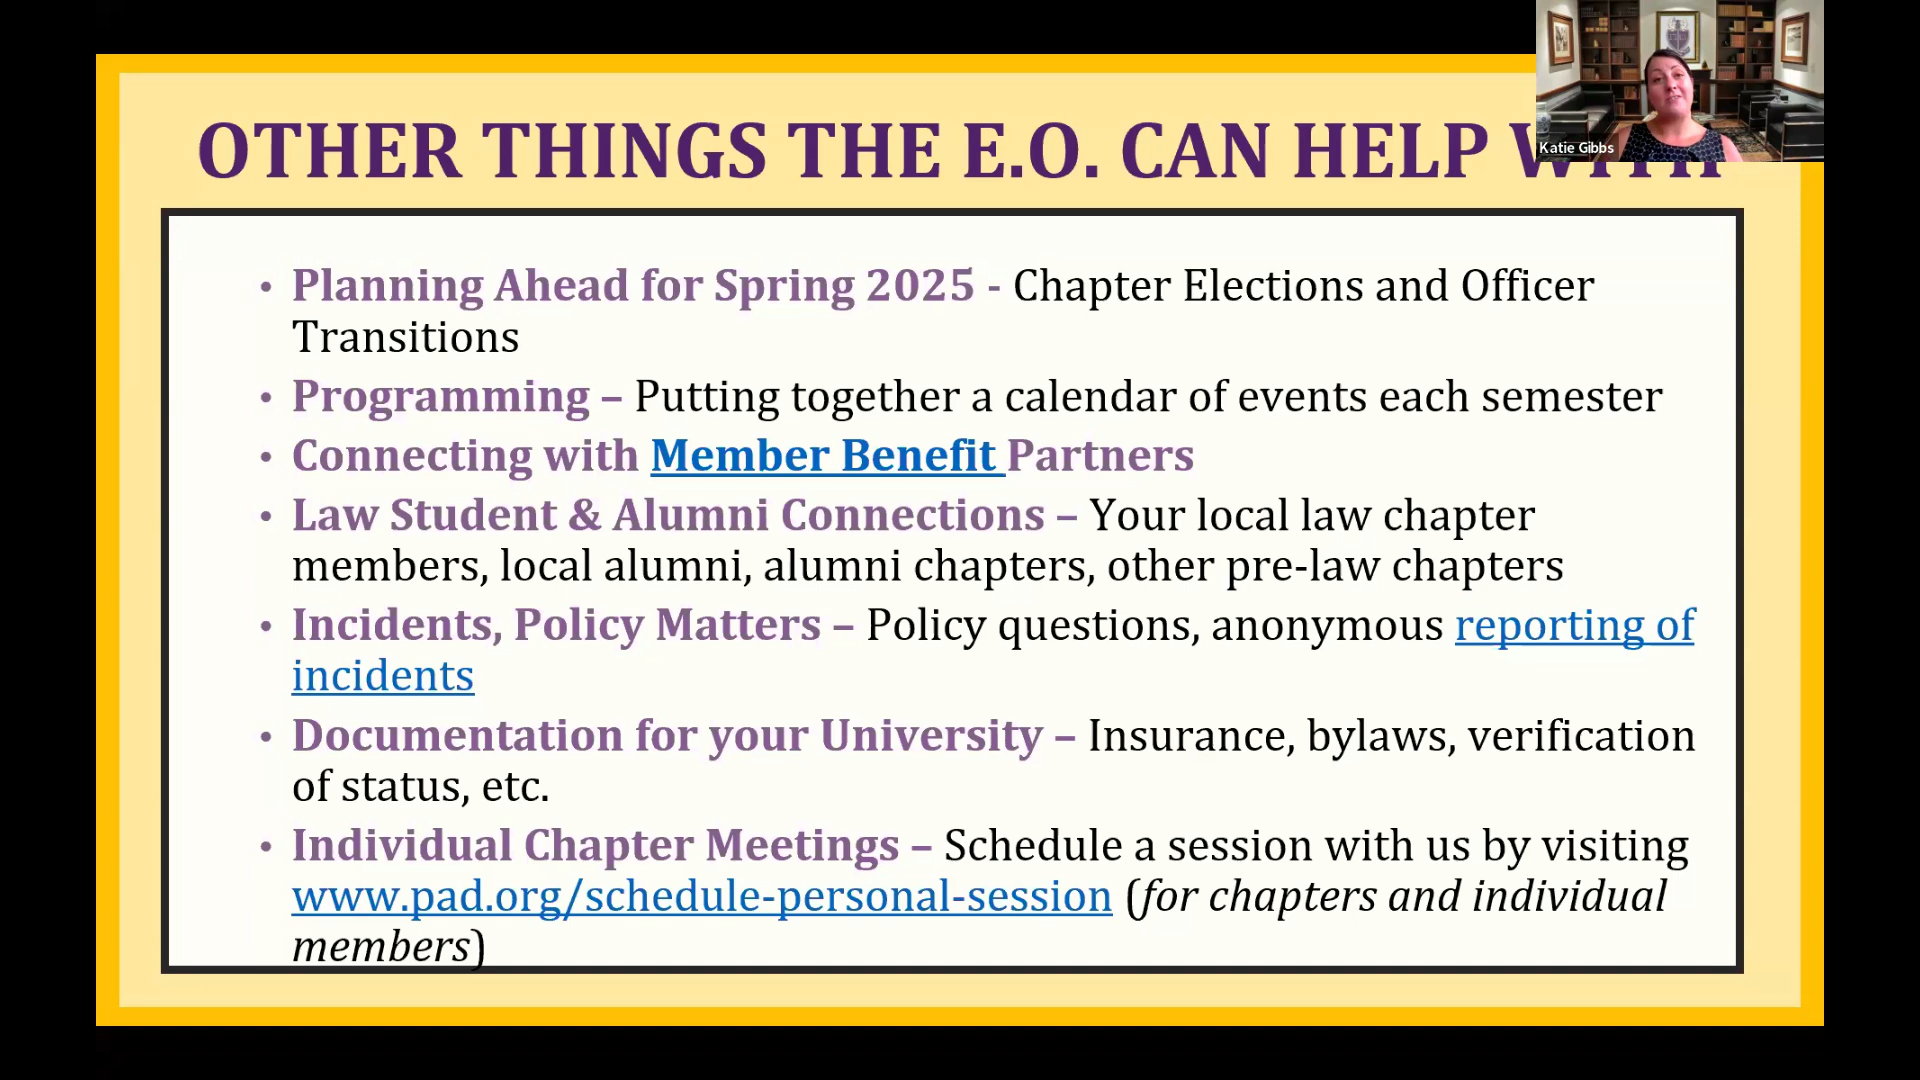 OTHER THINGS THE E.O. CAN HELP WITH
Katie Gibbs
• Planning Ahead for Spring 2025 - Chapter Elections and Officer
Transitions
• Programming – Putting together a calendar of events each semester
• Connecting with Member Benefit Partners
• Law Student & Alumni Connections – Your local law chapter
members, local alumni, alumni chapters, other pre-law chapters
• Incidents, Policy Matters – Policy questions, anonymous reporting of
incidents
• Documentation for your University – Insurance, bylaws, verification
of status, etc.
• Individual Chapter Meetings – Schedule a session with us by visiting
www.pad.org/schedule-personal-session (for chapters and individual
members)